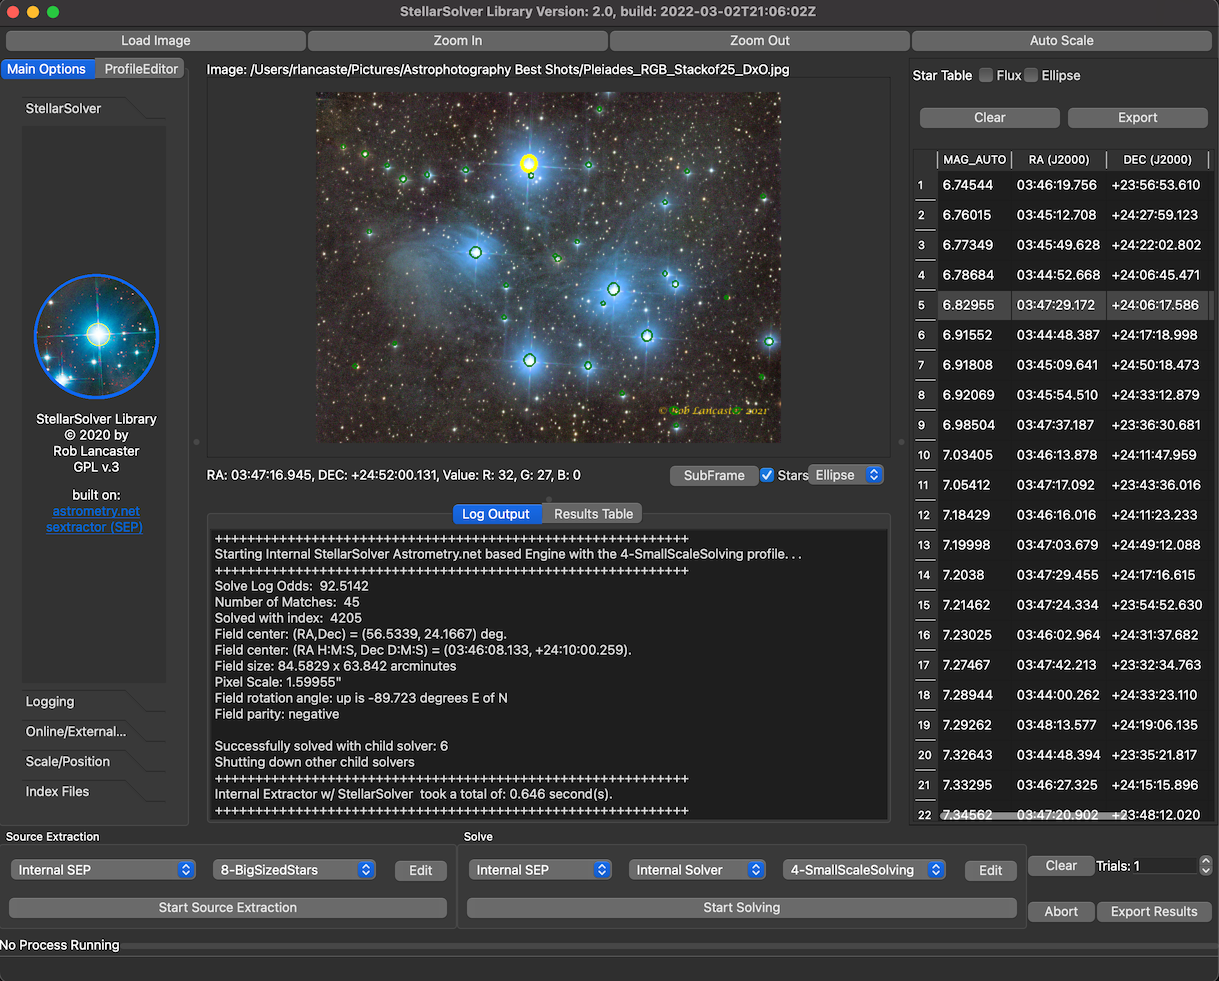 StellarSolver Library Version: 2.0, build: 2022-03-02T21:06:02Z
Load Image Zoom In Zoom Out Auto Scale
Main Options ProfileEditor
StellarSolver
StellarSolver Library
© 2020 by
Rob Lancaster
GPL v.3
built on:
astrometry.net
sextractor (SEP)
Logging
Online/External...
Scale/Position
Index Files
Image: /Users/rlancaste/Pictures/Astrophotography Best Shots/Pleiades_RGB_Stackof25_DxO.jpg
© Rob Lancaster 2021
RA: 03:47:16.945, DEC: +24:52:00.131, Value: R: 32, G: 27, B: 0
SubFrame Stars Ellipse
Log Output Results Table
++++++++++++++++++++++++++++++++++++++++++++++++++++++++++
Starting Internal StellarSolver Astrometry.net based Engine with the 4-SmallScaleSolving profile. . .
++++++++++++++++++++++++++++++++++++++++++++++++++++++++++
Solve Log Odds:  92.5142
Number of Matches:  45
Solved with index:  4205
Field center: (RA,Dec) = (56.5339, 24.1667) deg.
Field center: (RA H:M:S, Dec D:M:S) = (03:46:08.133, +24:10:00.259).
Field size: 84.5829 x 63.842 arcminutes
Pixel Scale: 1.59955"
Field rotation angle: up is -89.723 degrees E of N
Field parity: negative
Successfully solved with child solver: 6
Shutting down other child solvers
++++++++++++++++++++++++++++++++++++++++++++++++++++++++++
Internal Extractor w/ StellarSolver  took a total of: 0.646 second(s).
++++++++++++++++++++++++++++++++++++++++++++++++++++++++++
Star Table Flux Ellipse
Clear Export
MAG_AUTO RA (J2000) DEC (J2000)
1 6.74544 03:46:19.756 +23:56:53.610
2 6.76015 03:45:12.708 +24:27:59.123
3 6.77349 03:45:49.628 +24:22:02.802
4 6.78684 03:44:52.668 +24:06:45.471
5 6.82955 03:47:29.172 +24:06:17.586
6 6.91552 03:44:48.387 +24:17:18.998
7 6.91808 03:45:09.641 +24:50:18.473
8 6.92069 03:45:54.510 +24:33:12.879
9 6.98504 03:47:37.187 +23:36:30.681
10 7.03405 03:46:13.878 +24:11:47.959
11 7.05412 03:47:17.092 +23:43:36.016
12 7.18429 03:46:16.016 +24:11:23.233
13 7.19998 03:47:03.679 +24:49:12.088
14 7.2038 03:47:29.455 +24:17:16.615
15 7.21462 03:47:24.334 +23:54:52.630
16 7.23025 03:46:02.964 +24:31:37.682
17 7.27467 03:47:42.213 +23:32:34.763
18 7.28944 03:44:00.262 +24:33:23.110
19 7.29262 03:48:13.577 +24:19:06.135
20 7.32643 03:44:48.394 +23:35:21.817
21 7.33295 03:46:27.325 +24:15:15.896
22 7.34562 03:47:20.902 +23:48:12.020
Source Extraction
Internal SEP 8-BigSizedStars Edit
Start Source Extraction
Solve
Internal SEP Internal Solver 4-SmallScaleSolving Edit
Start Solving
Clear Trials: 1
Abort Export Results
No Process Running